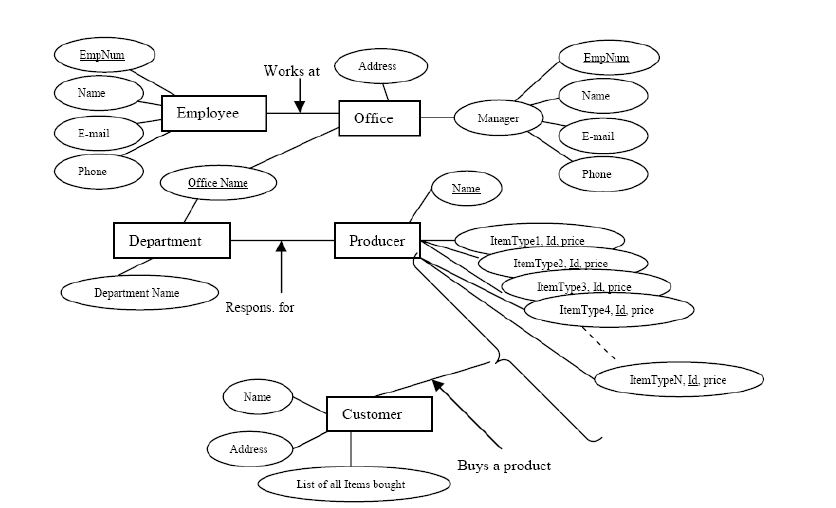 EmpNum
Name
E-mail
Phone
Employee
Works at
Address
Office
Manager
EmpNum
Name
E-mail
Phone
Office Name
Name
Department
Producer
Department Name
Respons. for
ItemType1, Id, price
ItemType2, Id, price
ItemType3, Id, price
ItemType4, Id, price
ItemTypeN, Id, price
Name
Customer
Address
List of all Items bought
Buys a product